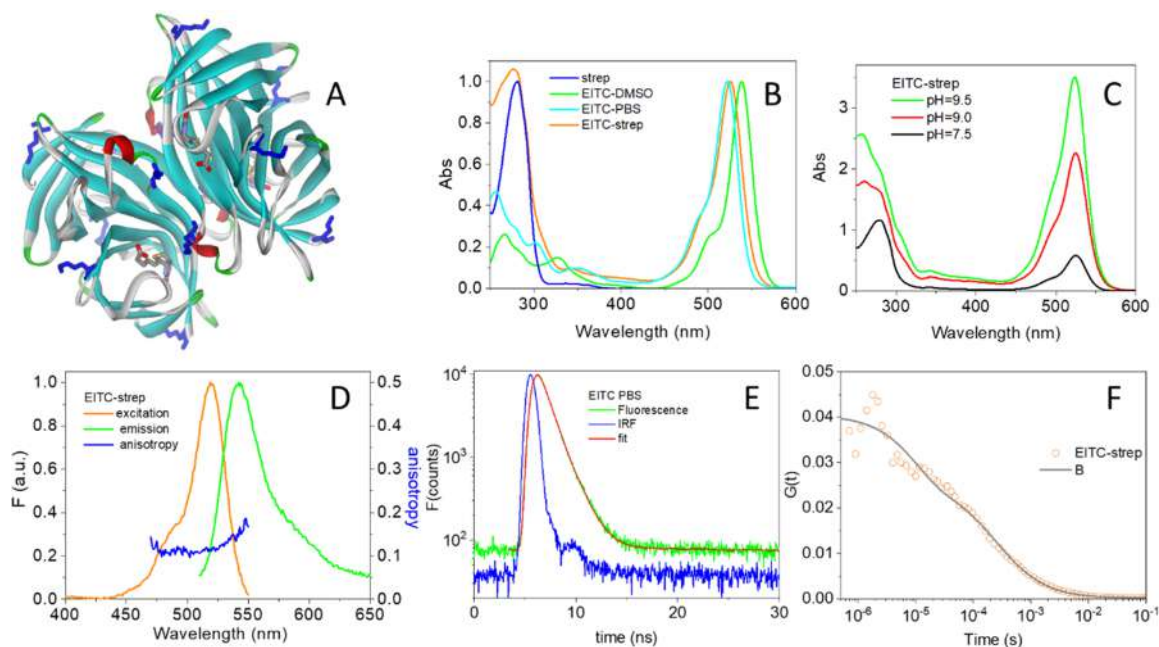 A
B
strep
EITC-DMSO
EITC-PBS
EITC-strep
Abs
1.0
0.8
0.6
0.4
0.2
0.0
300 400 500 600
Wavelength (nm)
C
EITC-strep
pH=9.5
pH=9.0
pH=7.5
Abs
3
2
1
0
300 400 500 600
Wavelength (nm)
D
EITC-strep
excitation
emission
anisotropy
F (a.u.)
1.0
0.8
0.6
0.4
0.2
0.0
0.5
0.4
0.3
0.2
0.1
0.0
anisotropy
400 450 500 550 600 650
Wavelength (nm)
E
EITC PBS
Fluorescence
IRF
fit
F(counts)
10^4
10^3
10^2
0 10 20 30
time (ns)
F
EITC-strep
B
G(t)
0.05
0.04
0.03
0.02
0.01
0.00
10^-6 10^-5 10^-4 10^-3 10^-2 10^-1
Time (s)